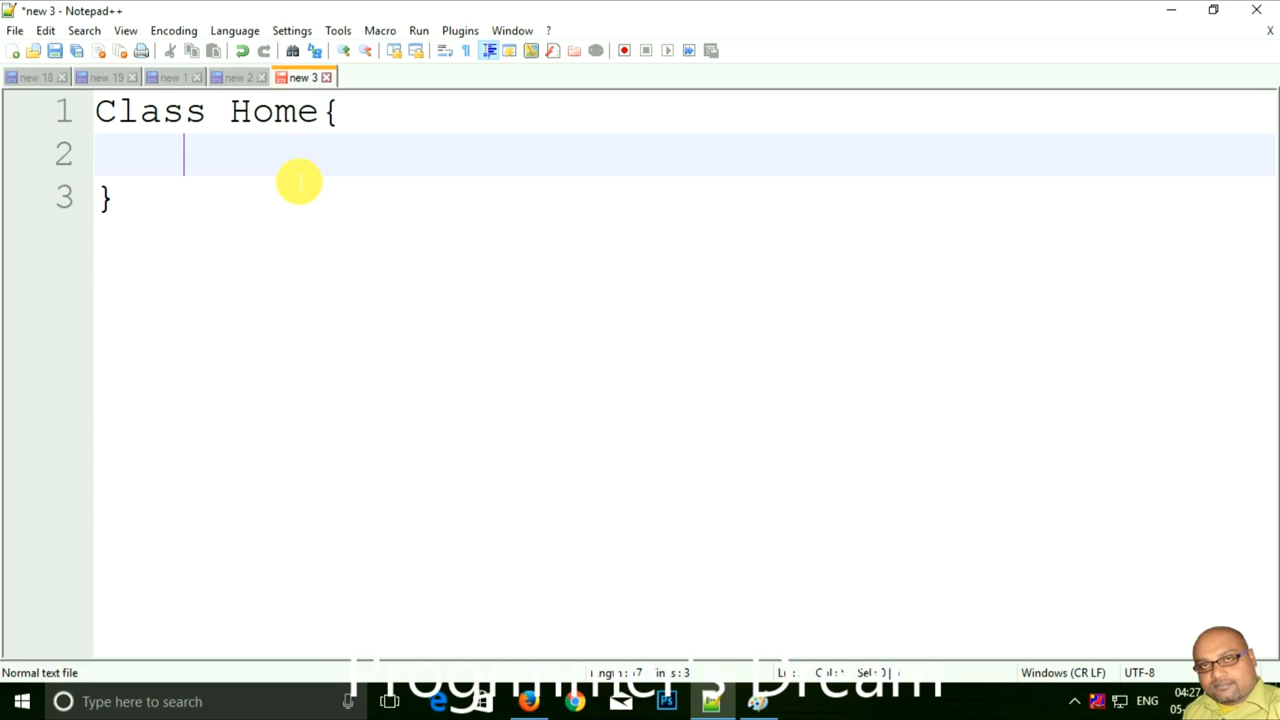 *new 3 - Notepad++
File Edit Search View Encoding Language Settings Tools Macro Run Plugins Window ?
X
new 18 new 19 new 1 new 2 new 3
1 Class Home{
2
3 }
Normal text file
Windows (CR LF) UTF-8
Dream
Type here to search
ENG
04:27